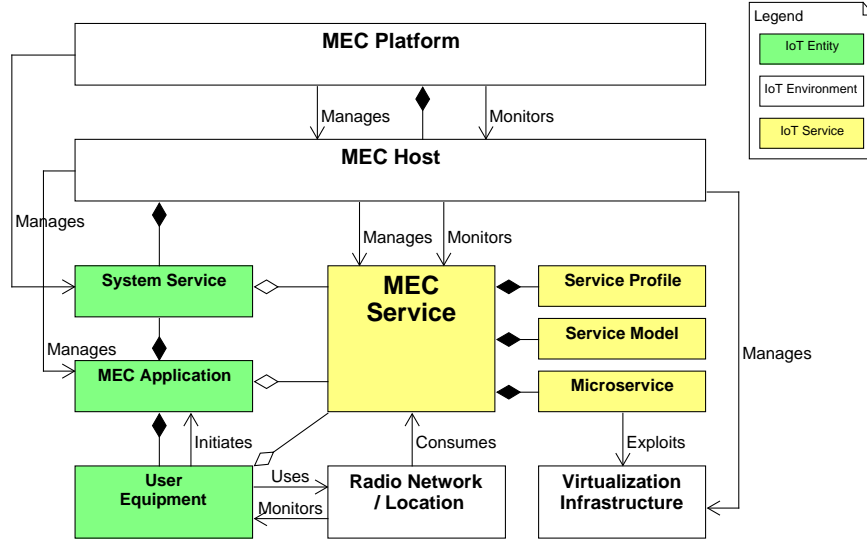 MEC Platform
Legend
IoT Entity
IoT Environment
IoT Service
Manages
Monitors
MEC Host
Manages
Manages
Monitors
System Service
MEC
Service
Service Profile
Service Model
Manages
Manages
MEC Application
Microservice
Initiates
Consumes
Exploits
User
Equipment
Uses
Monitors
Radio Network
/ Location
Virtualization
Infrastructure